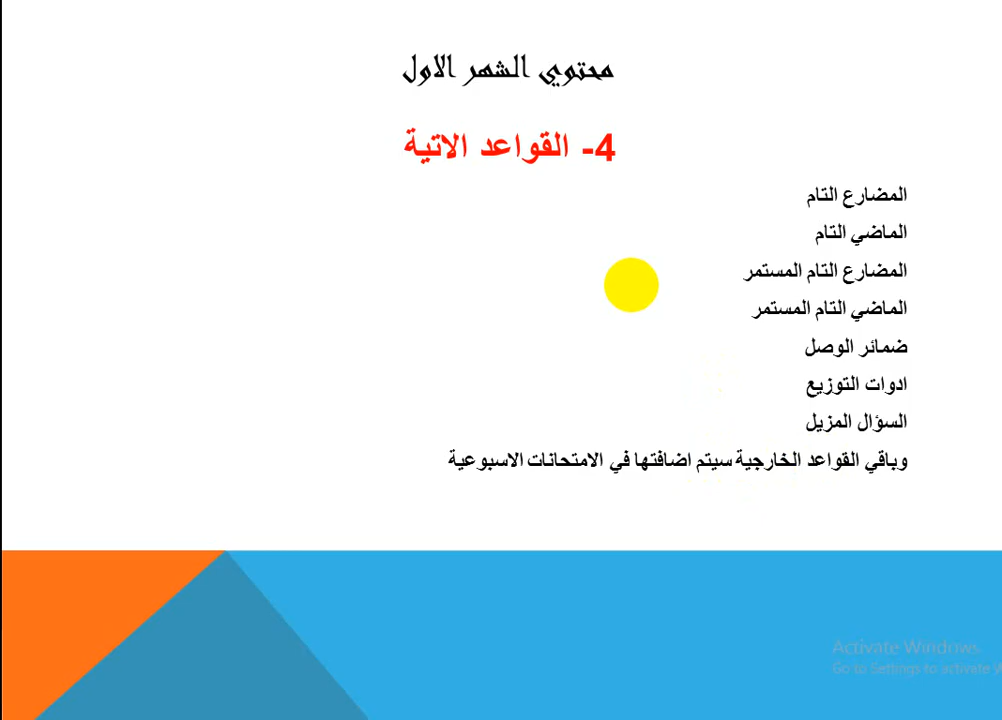 محتوي الشهر الاول
4- القواعد الاتية
المضارع التام
الماضي التام
المضارع التام المستمر
الماضي التام المستمر
ضمائر الوصل
ادوات التوزيع
السؤال المزيل
وباقي القواعد الخارجية سيتم اضافتها في الامتحانات الاسبوعية
Activate Windows
Go to Settings to activate W